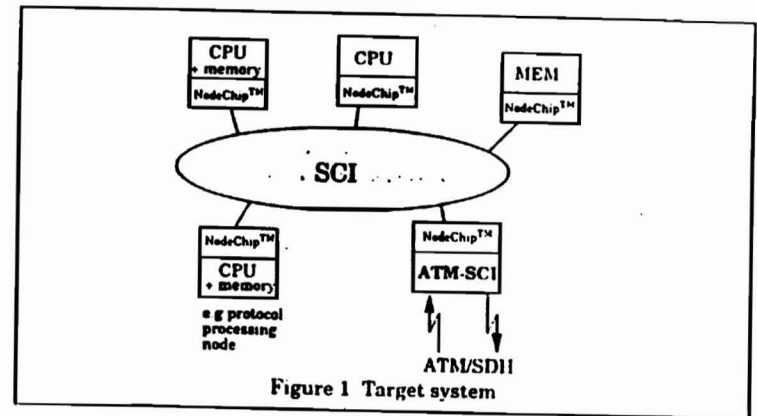 CPU
+ memory
NodeChip™
CPU
NodeChip™
MEM
NodeChip™
SCI
NodeChip™
CPU
+ memory
e.g protocol
processing
node
NodeChip™
ATM-SCI
ATM/SDH
Figure 1 Target system